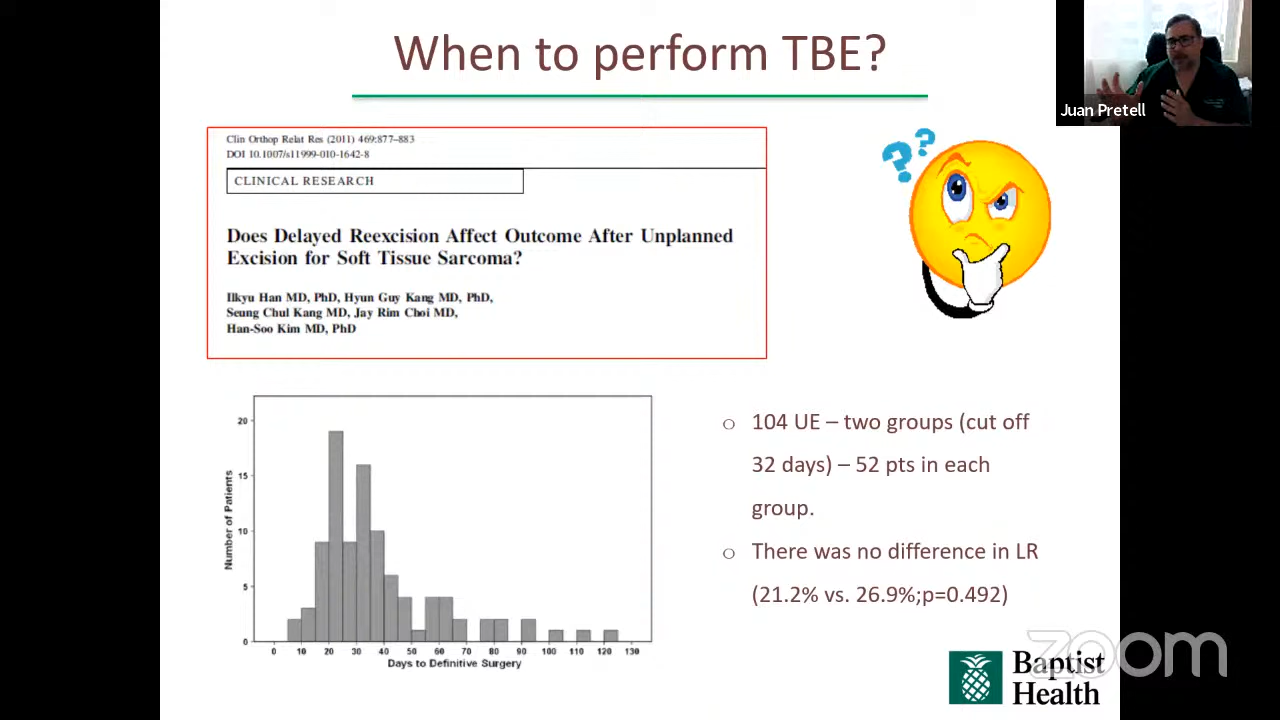 When to perform TBE?
Juan Pretell
Clin Orthop Relat Res (2011) 469:877–883
DOI 10.1007/s11999-010-1642-8
CLINICAL RESEARCH
Does Delayed Reexcision Affect Outcome After Unplanned
Excision for Soft Tissue Sarcoma?
Ilkyu Han MD, PhD, Hyun Guy Kang MD, PhD,
Seung Chul Kang MD, Jay Rim Choi MD,
Han-Soo Kim MD, PhD
??
Number of Patients
20
15
10
5
0
0 10 20 30 40 50 60 70 80 90 100 110 120 130
Days to Definitive Surgery
o 104 UE – two groups (cut off
32 days) – 52 pts in each
group.
o There was no difference in LR
(21.2% vs. 26.9%;p=0.492)
zoom
Baptist
Health